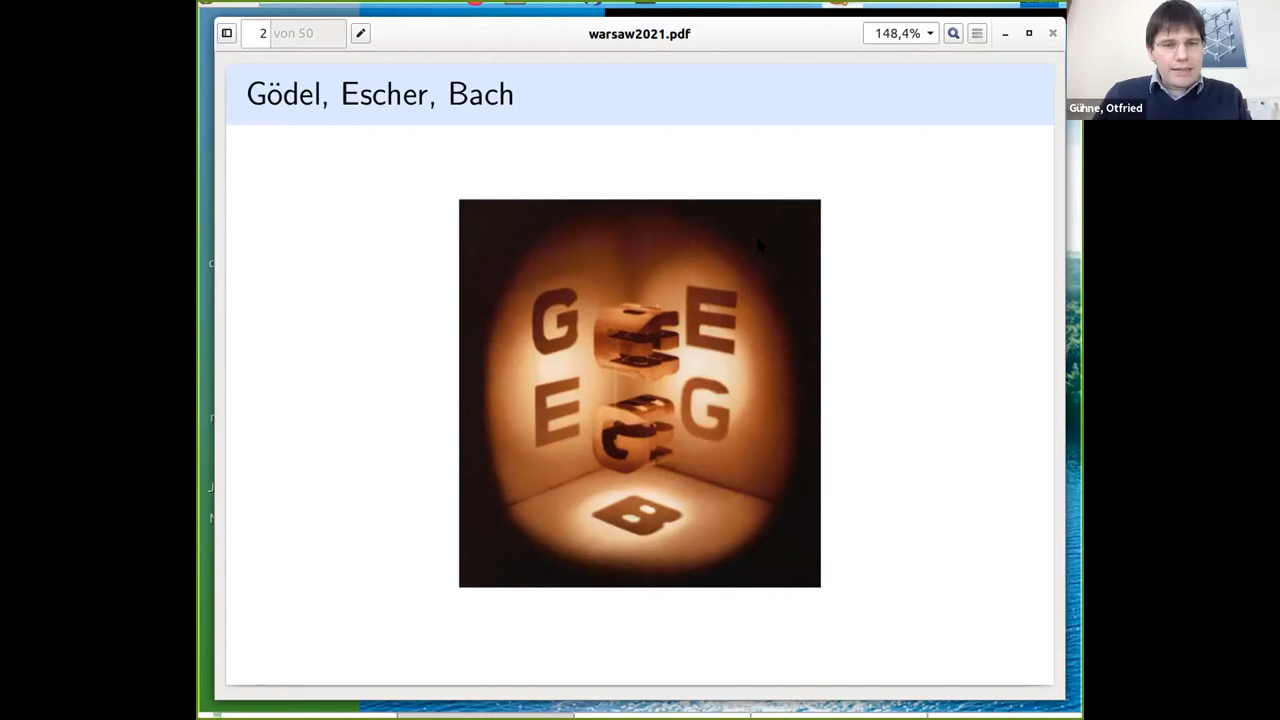 2 von 50
warsaw2021.pdf
148,4%
Gühne, Otfried
Gödel, Escher, Bach
G E
E G
B